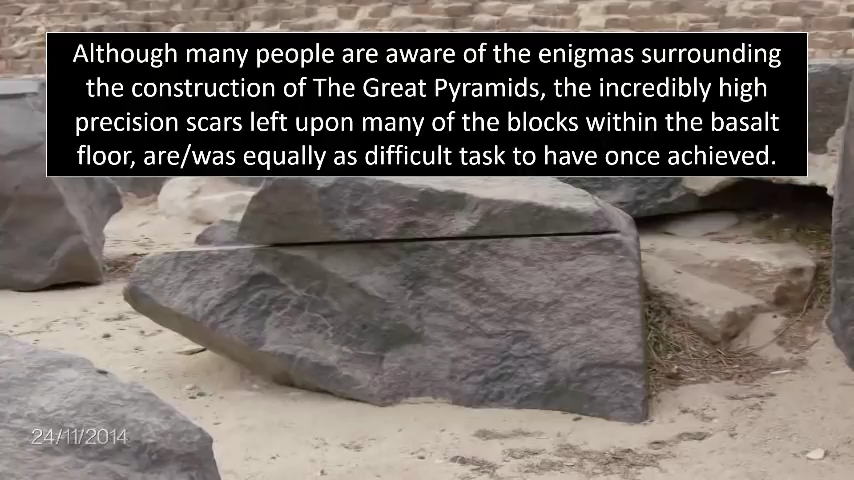 Although many people are aware of the enigmas surrounding
the construction of The Great Pyramids, the incredibly high
precision scars left upon many of the blocks within the basalt
floor, are/was equally as difficult task to have once achieved.
24/11/2014